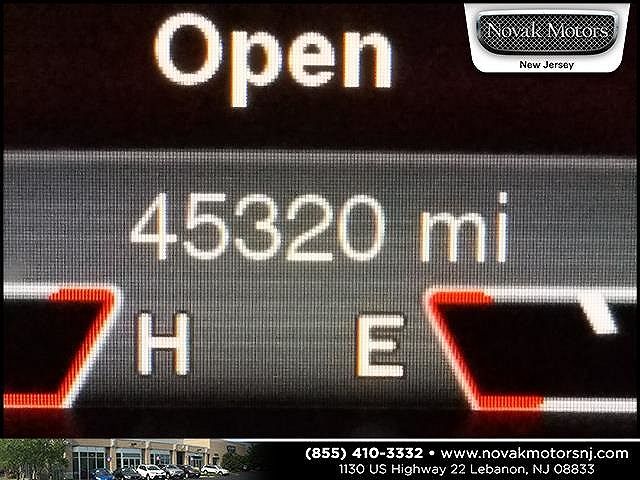 Open
Novak Motors
New Jersey
45320 mi
H E
(855) 410-3332 • www.novakmotorsnj.com
1130 US Highway 22 Lebanon, NJ 08833